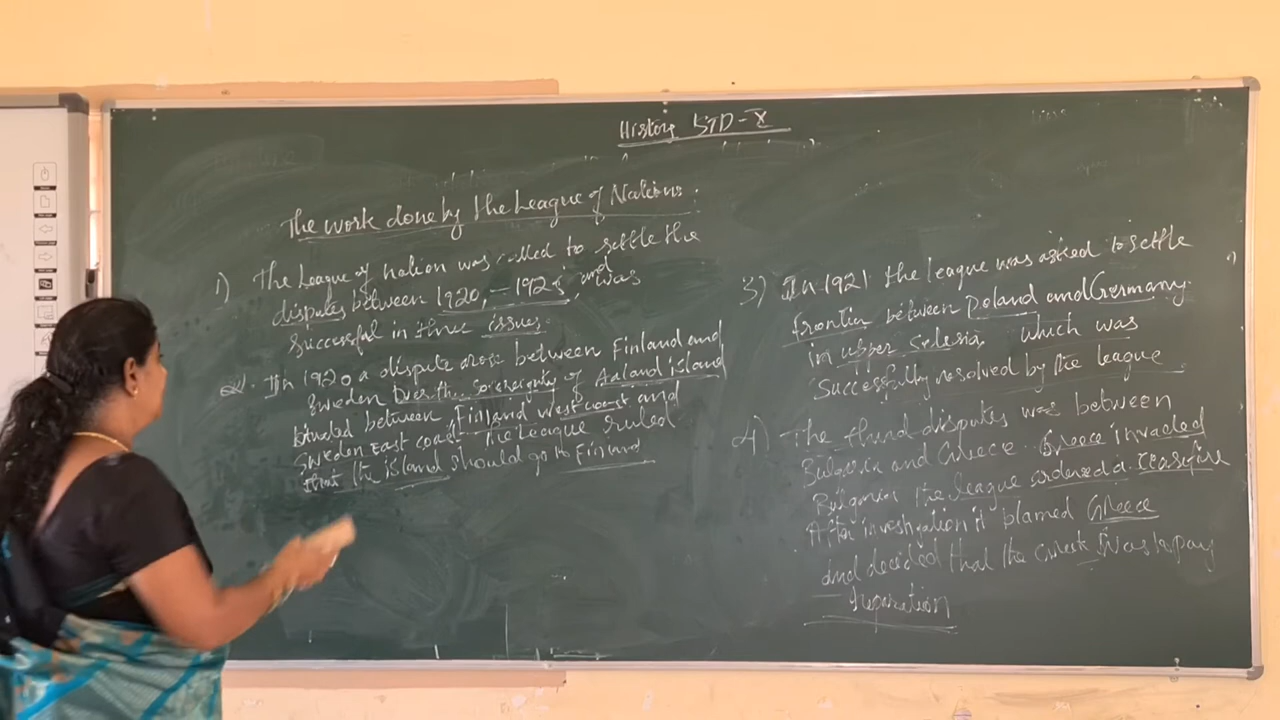 History STD-X
The work done by the League of Nations.
1) The League of nation was called to settle the
disputes between 1920, - 1925, and was
successful in three issues.
2. In 1920 a dispute arose between Finland and
Sweden over the sovereignty of Aaland island
situated between Finland west coast and
Sweden East coast. The League ruled
that the island should go to Finland
3) In 1921 the league was asked to settle
frontier between Poland and Germany.
in upper which was
Successfully resolved by the league
4) The third disputes was between
Bulgaria and Greece. Greece invaded
Bulgaria the league ordered a ceasefire
After investigation it blamed Greece
and decided that the Greek was to pay
reparation